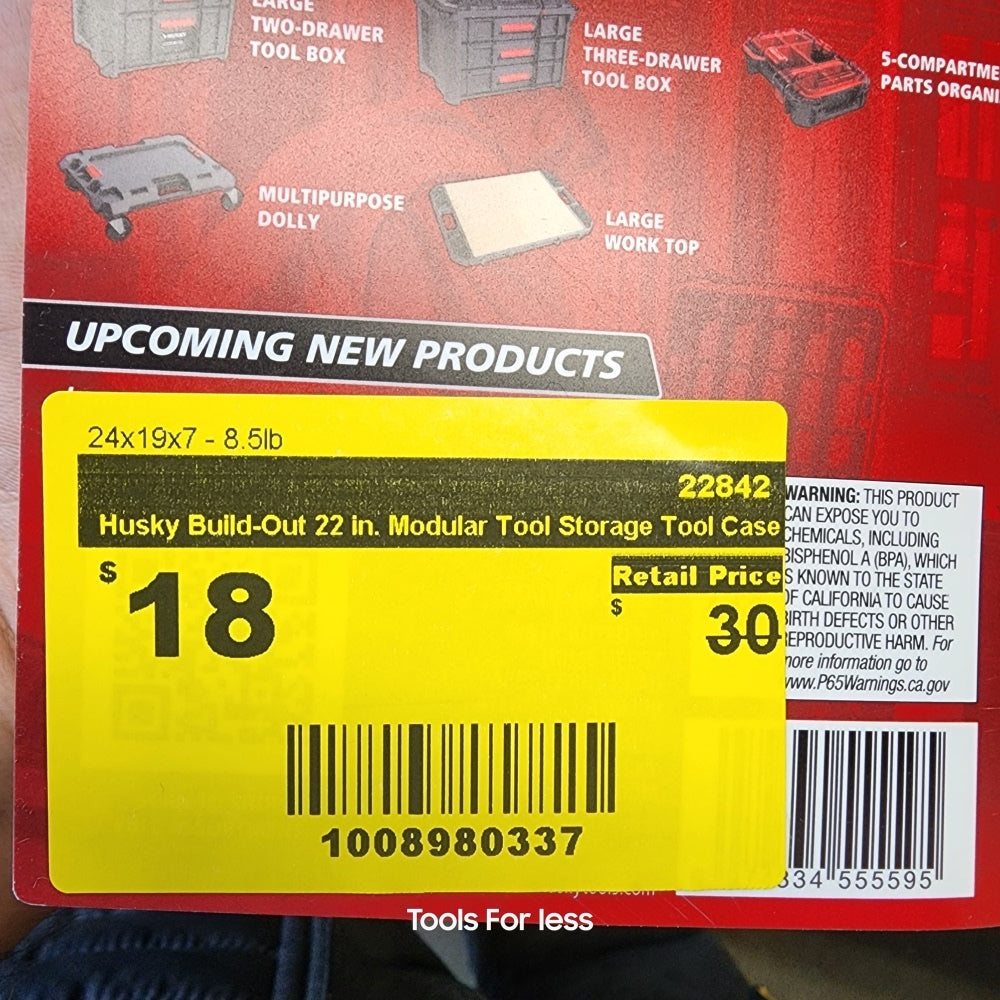 LARGE
TWO-DRAWER
TOOL BOX
LARGE
THREE-DRAWER
TOOL BOX
5-COMPARTME
PARTS ORGANI
MULTIPURPOSE
DOLLY
LARGE
WORK TOP
UPCOMING NEW PRODUCTS
24x19x7 - 8.5lb
22842
Husky Build-Out 22 in. Modular Tool Storage Tool Case
$ 18
Retail Price
$ 30
1008980337
WARNING: THIS PRODUCT
CAN EXPOSE YOU TO
CHEMICALS, INCLUDING
BISPHENOL A (BPA), WHICH
S KNOWN TO THE STATE
OF CALIFORNIA TO CAUSE
BIRTH DEFECTS OR OTHER
REPRODUCTIVE HARM. For
more information go to
www.P65Warnings.ca.gov
334 555595
Tools For less